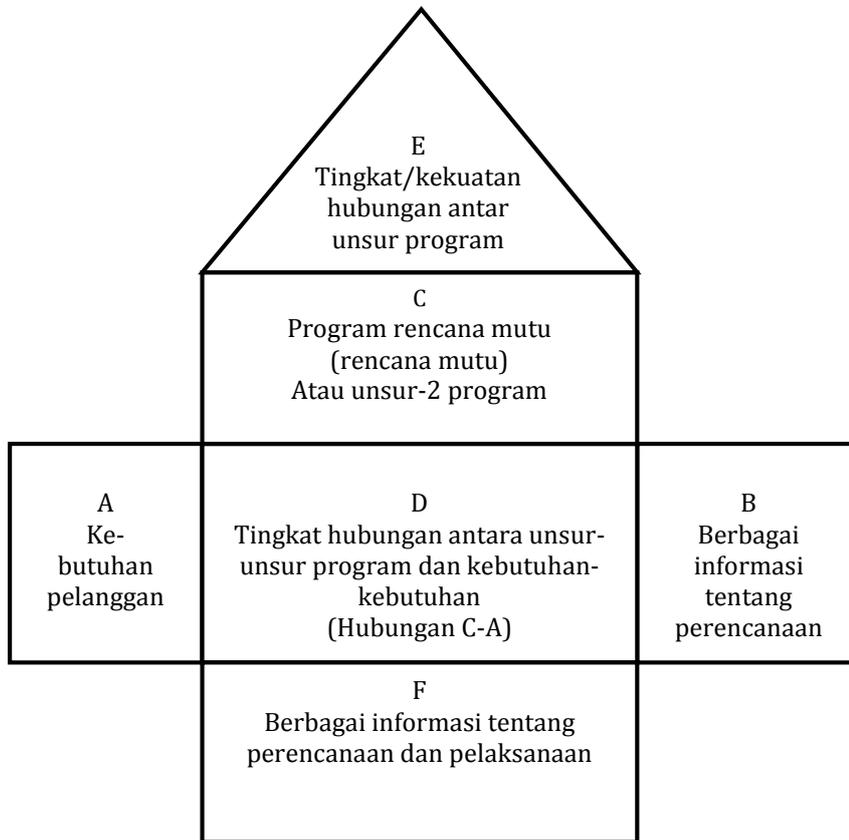 E
Tingkat/kekuatan
hubungan antar
unsur program
C
Program rencana mutu
(rencana mutu)
Atau unsur-2 program
A
Ke-
butuhan
pelanggan
D
Tingkat hubungan antara unsur-
unsur program dan kebutuhan-
kebutuhan
(Hubungan C-A)
B
Berbagai
informasi
tentang
perencanaan
F
Berbagai informasi tentang
perencanaan dan pelaksanaan